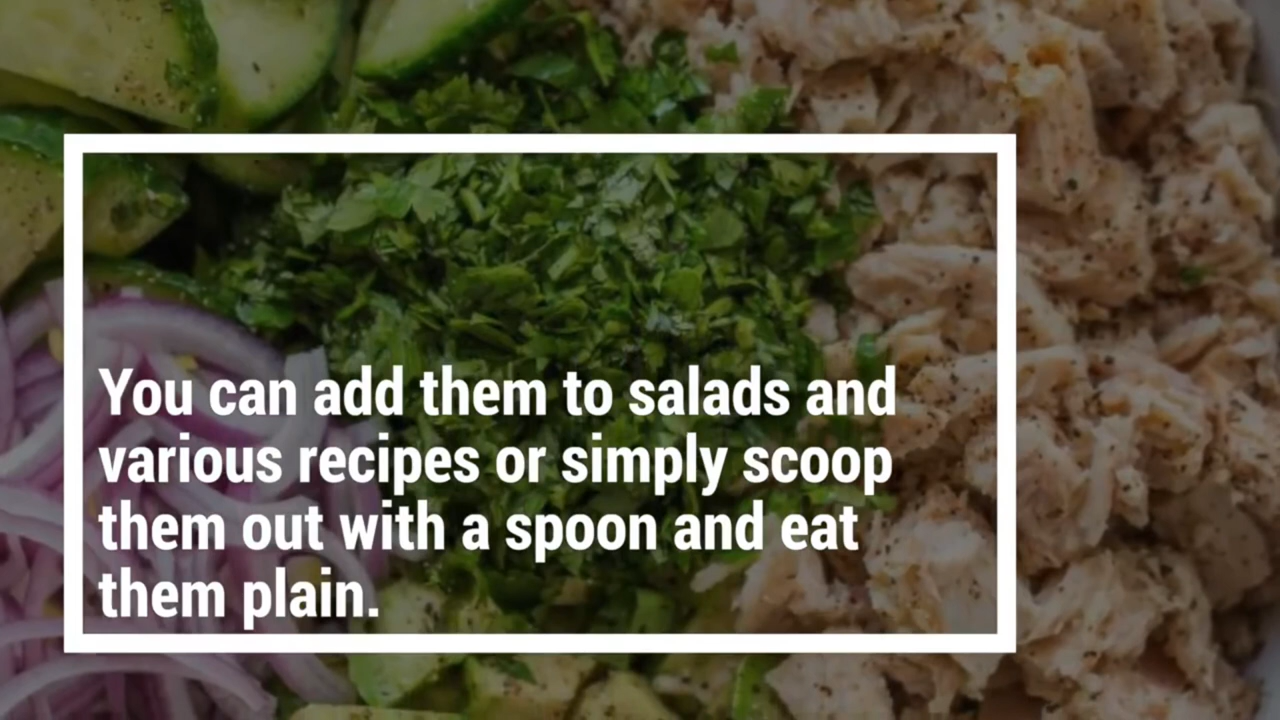 You can add them to salads and
various recipes or simply scoop
them out with a spoon and eat
them plain.